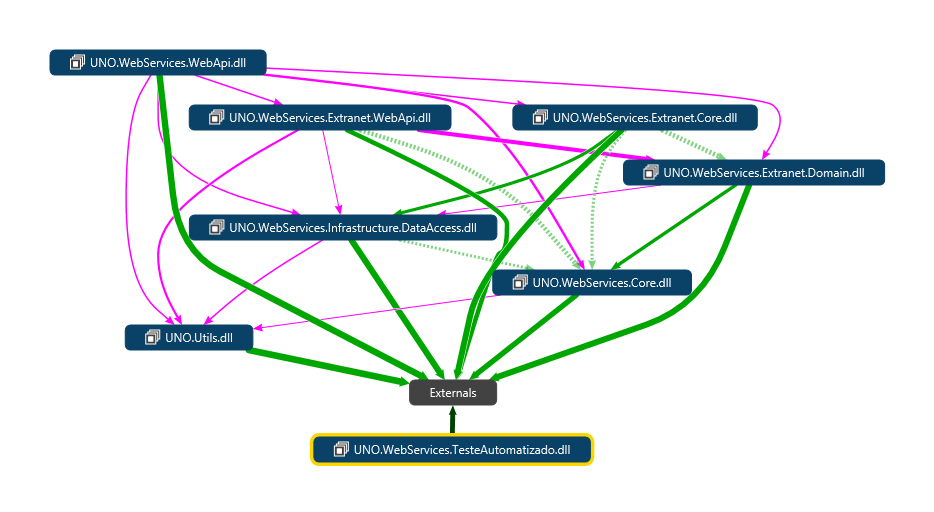 UNO.WebServices.WebApi.dll
UNO.WebServices.Extranet.WebApi.dll
UNO.WebServices.Extranet.Core.dll
UNO.WebServices.Extranet.Domain.dll
UNO.WebServices.Infrastructure.DataAccess.dll
UNO.WebServices.Core.dll
UNO.Utils.dll
Externals
UNO.WebServices.TesteAutomatizado.dll